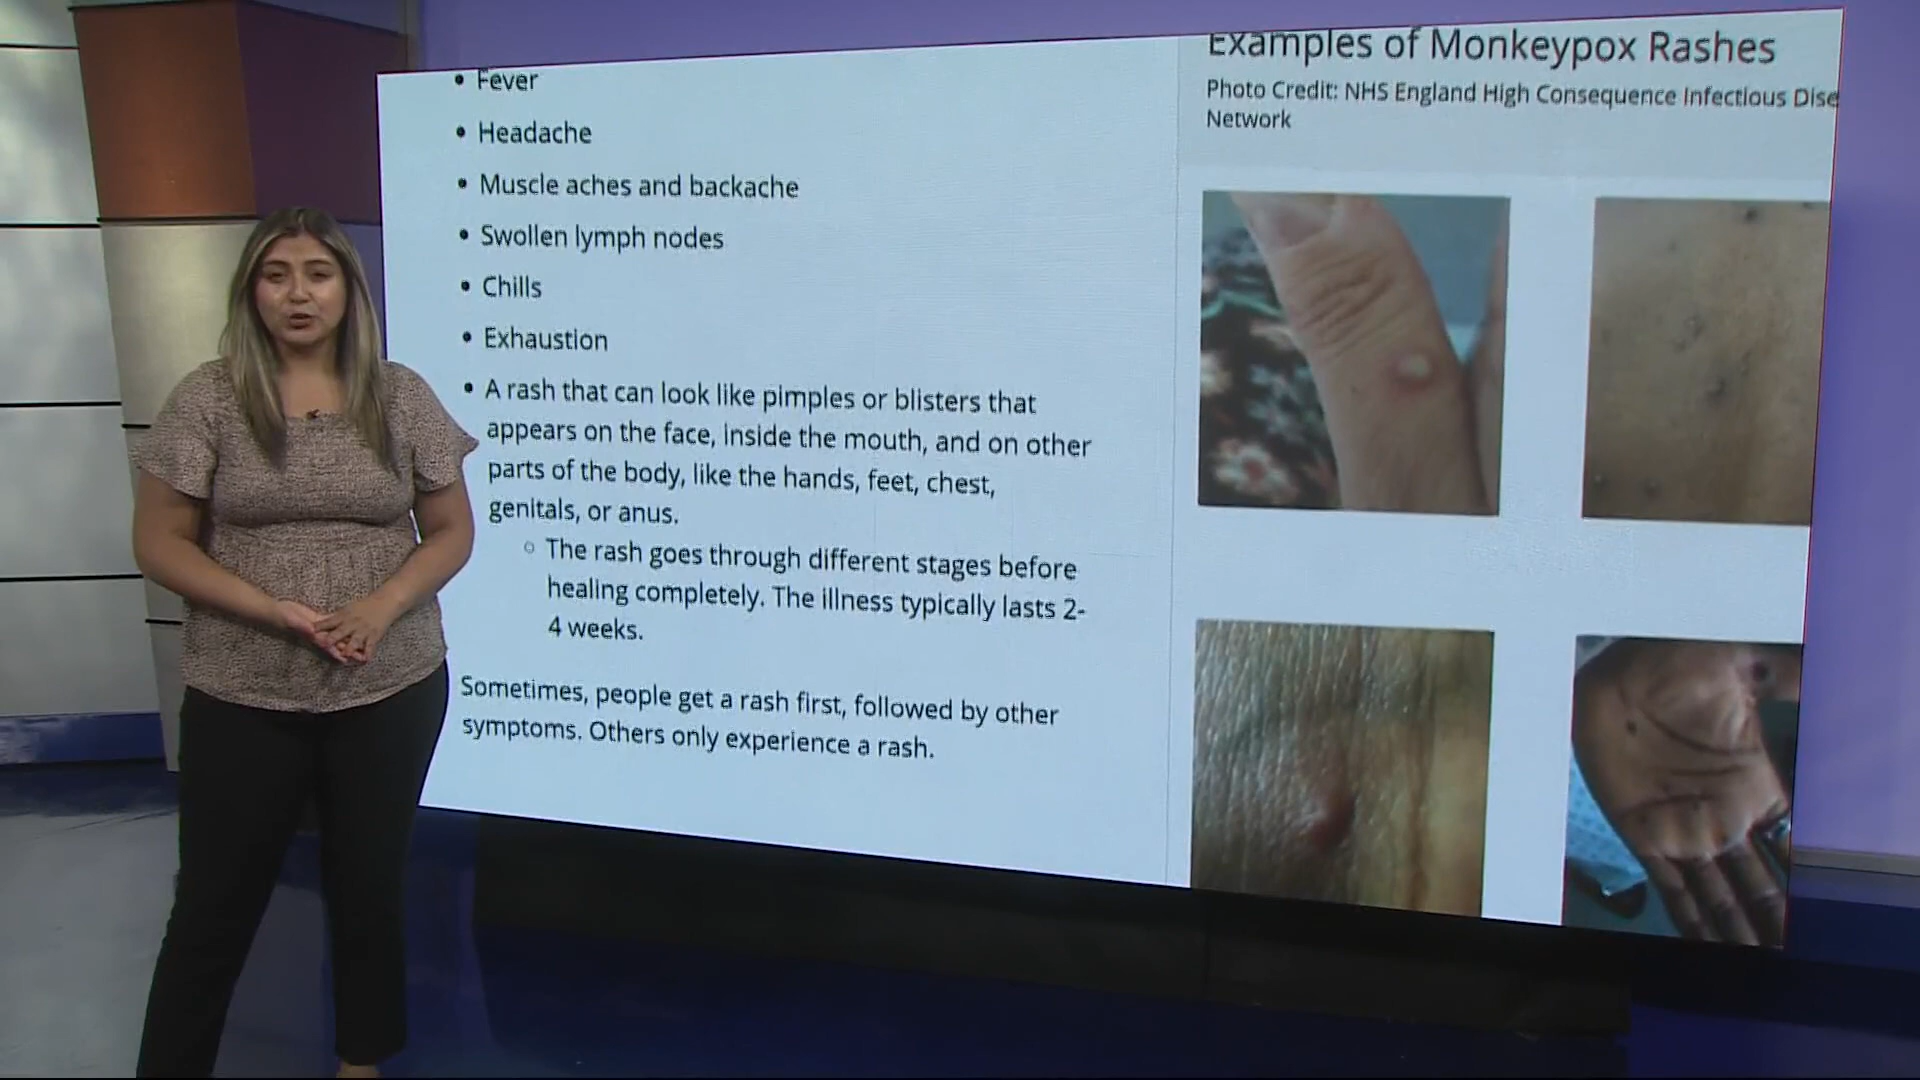 • Fever
• Headache
• Muscle aches and backache
• Swollen lymph nodes
• Chills
• Exhaustion
• A rash that can look like pimples or blisters that
appears on the face, inside the mouth, and on other
parts of the body, like the hands, feet, chest,
genitals, or anus.
○ The rash goes through different stages before
healing completely. The illness typically lasts 2-
4 weeks.
Sometimes, people get a rash first, followed by other
symptoms. Others only experience a rash.
Examples of Monkeypox Rashes
Photo Credit: NHS England High Consequence Infectious Dise
Network